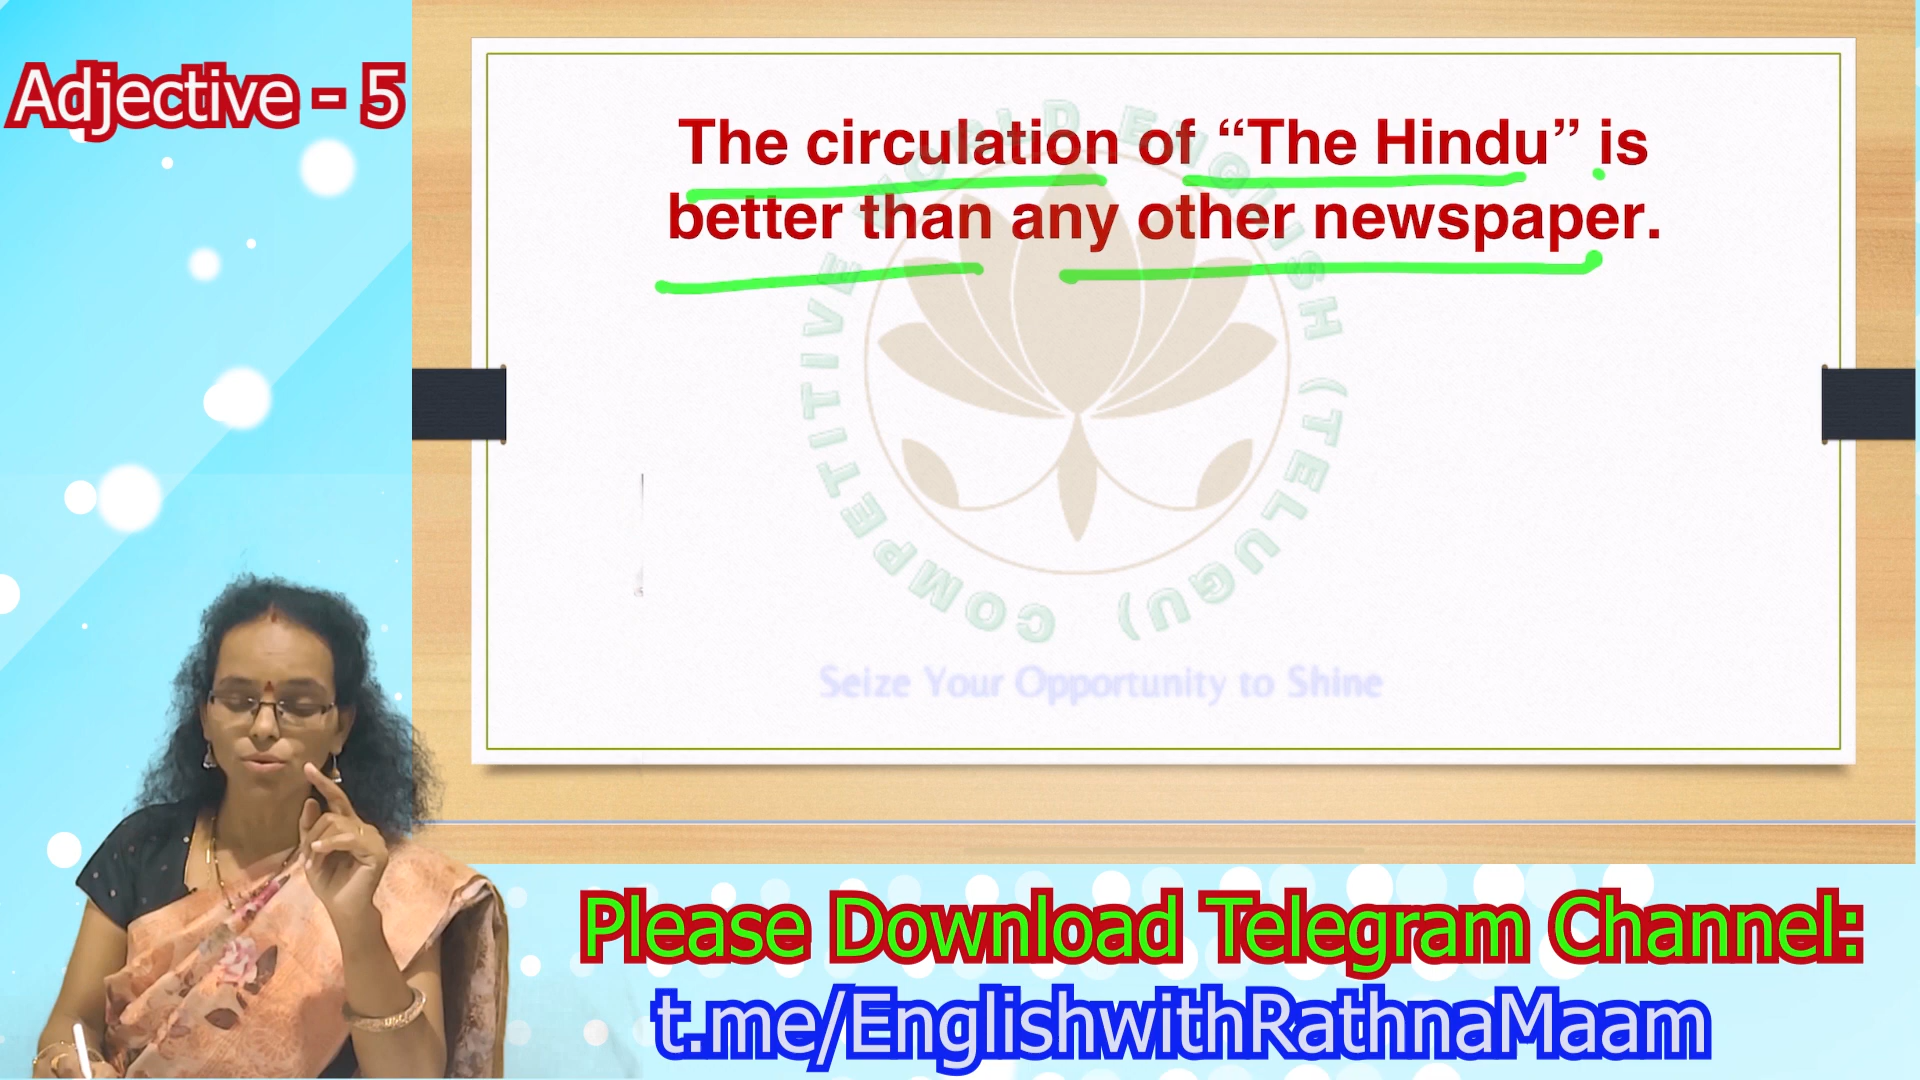 Adjective - 5
The circulation of “The Hindu” is
better than any other newspaper.
COMPETITIVE WORLD ENGLISH (TELUGU)
Seize Your Opportunity to Shine
Please Download Telegram Channel:
t.me/EnglishwithRathnaMaam